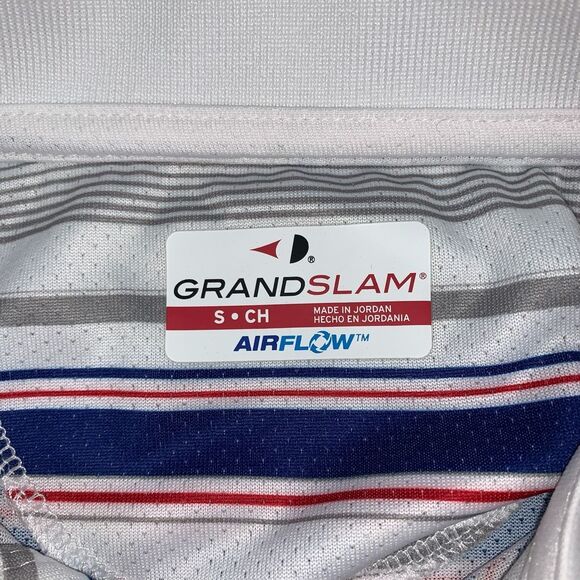 ®
GRANDSLAM®
S • CH MADE IN JORDAN
HECHO EN JORDANIA
AIRFLOW™